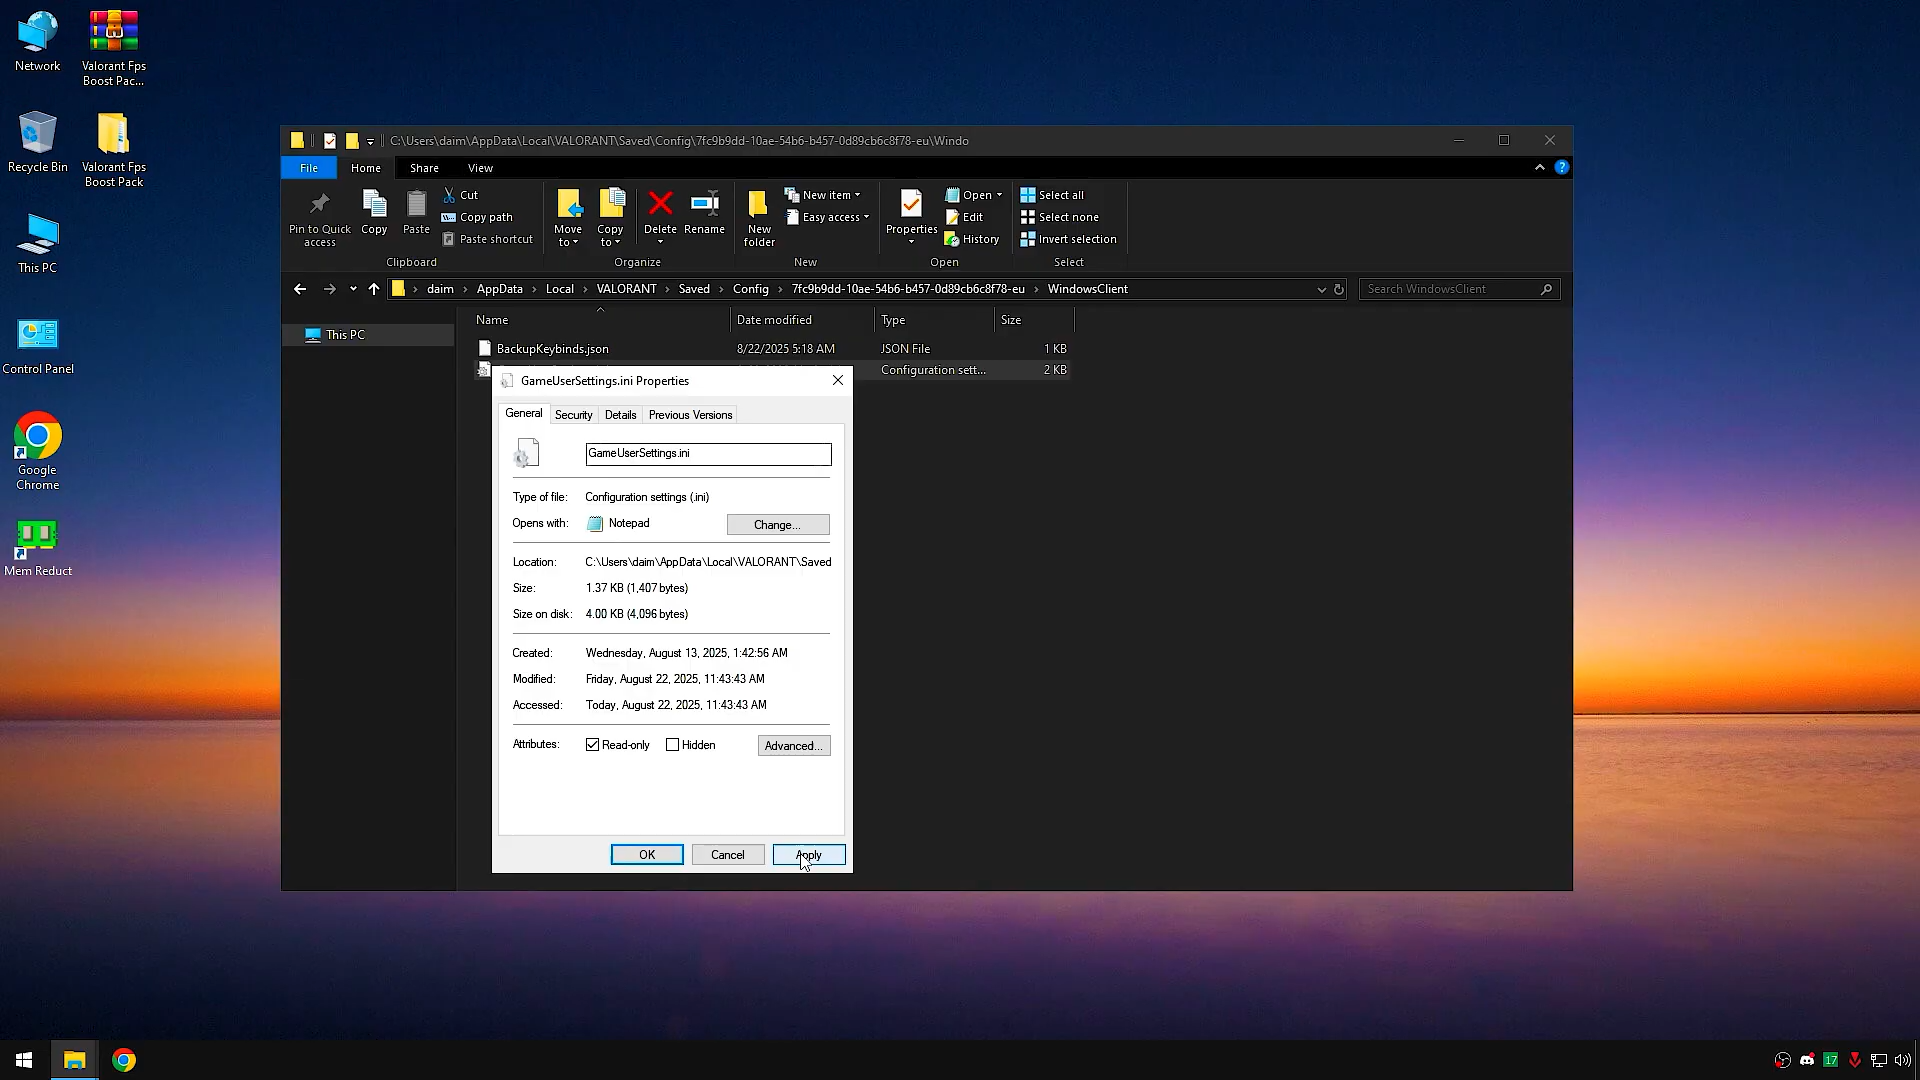 Network
Valorant Fps
Boost Pac...
Recycle Bin
Valorant Fps
Boost Pack
This PC
Control Panel
Google
Chrome
Mem Reduct
C:\Users\daim\AppData\Local\VALORANT\Saved\Config\7fc9b9dd-10ae-54b6-b457-0d89cb6c8f78-eu\Windo
File
Home
Share
View
?
Pin to Quick
access
Copy
Paste
Cut
Copy path
Paste shortcut
Clipboard
Move
to
Copy
to
Delete
Rename
Organize
New
folder
New item
Easy access
New
Properties
Open
Edit
History
Open
Select all
Select none
Invert selection
Select
daim
AppData
Local
VALORANT
Saved
Config
7fc9b9dd-10ae-54b6-b457-0d89cb6c8f78-eu
WindowsClient
Search WindowsClient
This PC
Name
Date modified
Type
Size
BackupKeybinds.json
8/22/2025 5:18 AM
JSON File
1 KB
Configuration sett...
2 KB
GameUserSettings.ini Properties
General
Security
Details
Previous Versions
GameUserSettings.ini
Type of file:
Configuration settings (.ini)
Opens with:
Notepad
Change...
Location:
C:\Users\daim\AppData\Local\VALORANT\Saved
Size:
1.37 KB (1,407 bytes)
Size on disk:
4.00 KB (4,096 bytes)
Created:
Wednesday, August 13, 2025, 1:42:56 AM
Modified:
Friday, August 22, 2025, 11:43:43 AM
Accessed:
Today, August 22, 2025, 11:43:43 AM
Attributes:
Read-only
Hidden
Advanced...
OK
Cancel
Apply
17